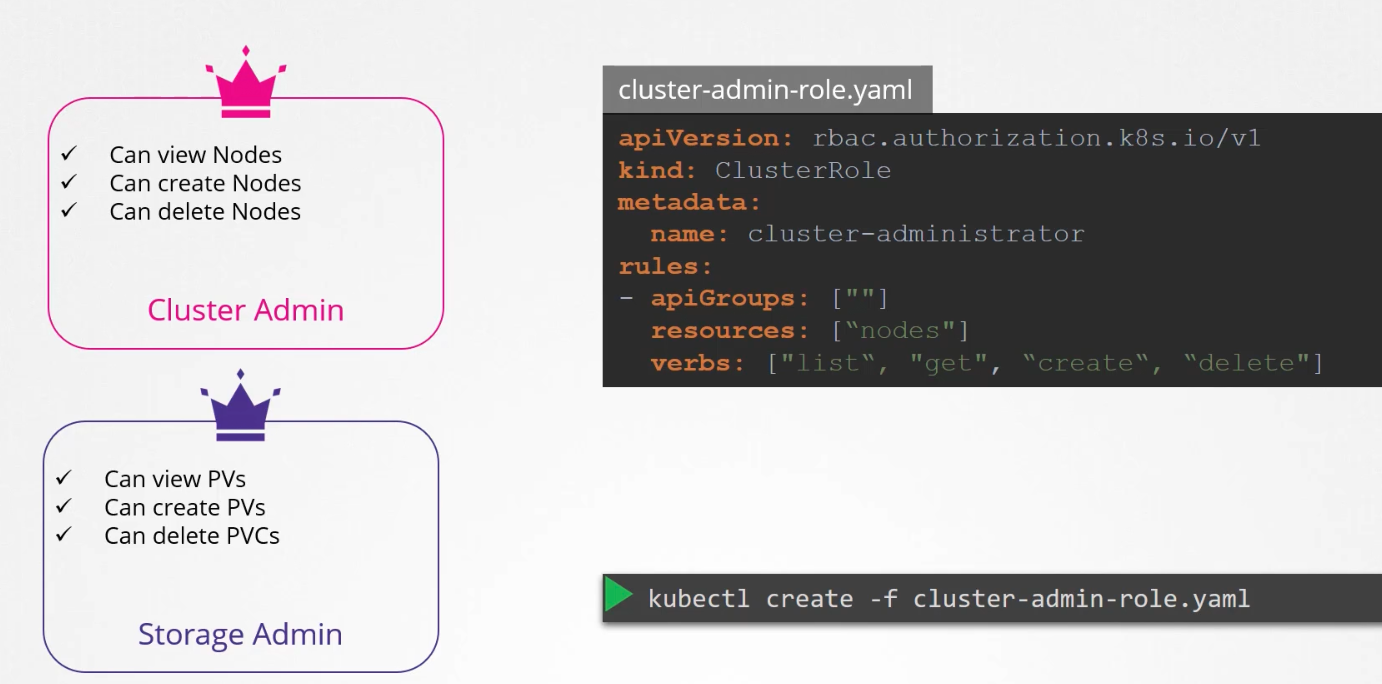 Can view Nodes
Can create Nodes
Can delete Nodes
Cluster Admin
Can view PVs
Can create PVs
Can delete PVCs
Storage Admin
cluster-admin-role.yaml
apiVersion: rbac.authorization.k8s.io/v1
kind: ClusterRole
metadata:
  name: cluster-administrator
rules:
- apiGroups: [""]
  resources: [“nodes"]
  verbs: ["list“, "get", “create“, “delete"]
kubectl create -f cluster-admin-role.yaml